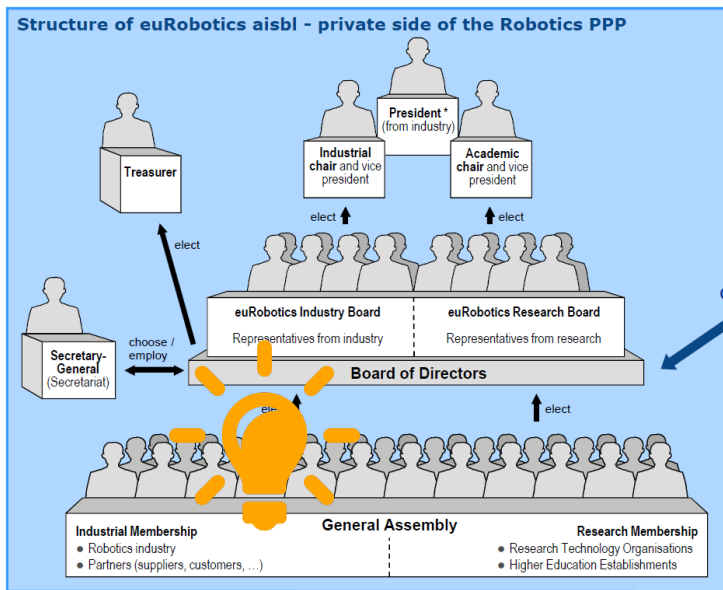 Structure of euRobotics aisbl - private side of the Robotics PPP
President *
(from industry)
Industrial
chair and vice
president
Academic
chair and vice
president
Treasurer
elect
elect
elect
euRobotics Industry Board
Representatives from industry
euRobotics Research Board
Representatives from research
choose /
employ
Secretary-
General
(Secretariat)
Board of Directors
elect
General Assembly
Industrial Membership
● Robotics industry
● Partners (suppliers, customers, …)
Research Membership
● Research Technology Organisations
● Higher Education Establishments